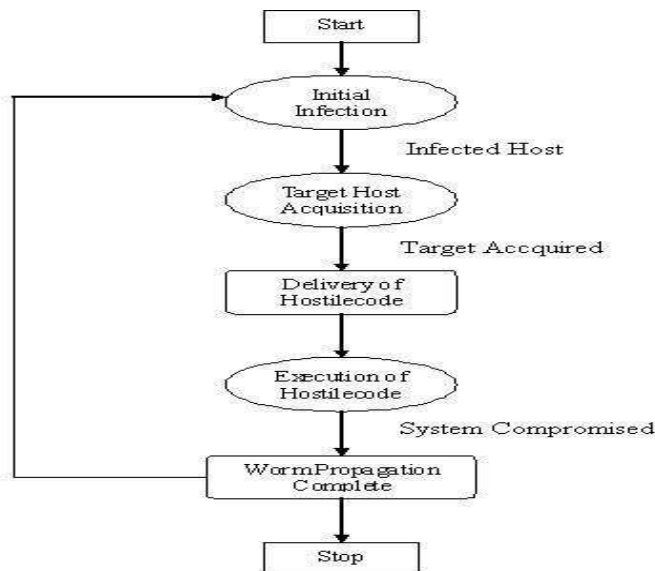 Start
Initial
Infection
Infected Host
Target Host
Acquisition
Target Accquired
Delivery of
Hostilecode
Execution of
Hostilecode
System Compromised
WormPropagation
Complete
Stop